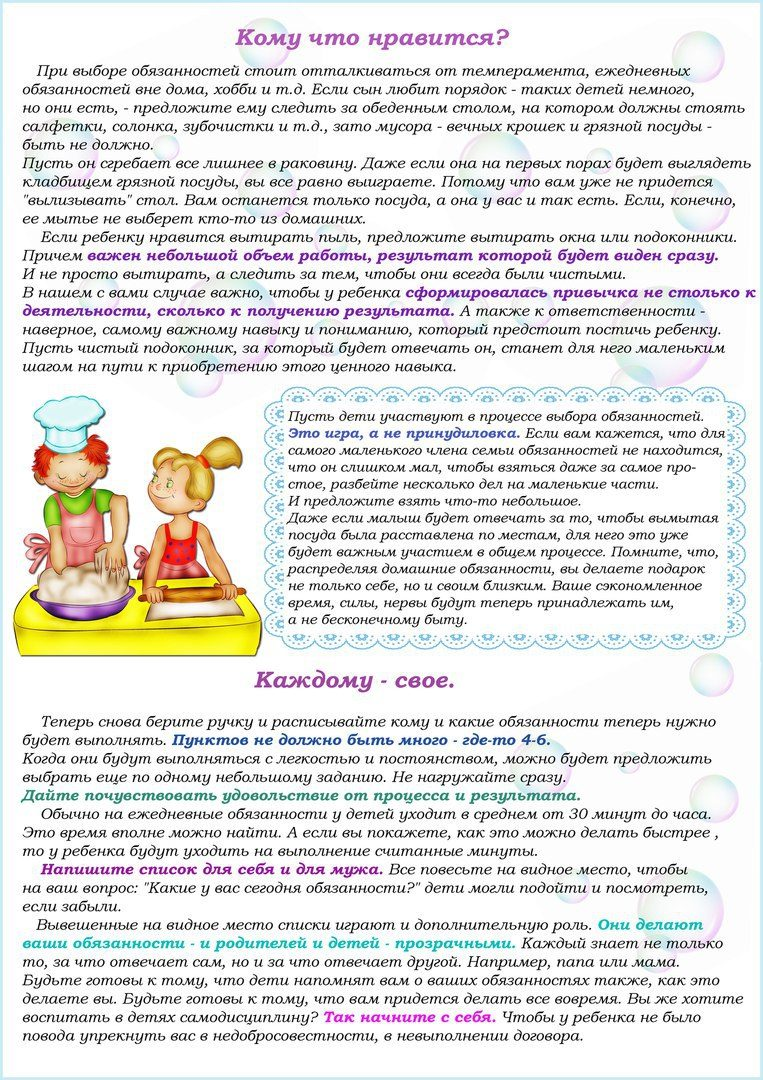 Кому что нравится?
При выборе обязанностей стоит отталкиваться от темперамента, ежедневных
обязанностей вне дома, хобби и т.д. Если сын любит порядок - таких детей немного,
но они есть, - предложите ему следить за обеденным столом, на котором должны стоять
салфетки, солонка, зубочистки и т.д., зато мусора - вечных крошек и грязной посуды -
быть не должно.
Пусть он сгребает все лишнее в раковину. Даже если она на первых порах будет выглядеть
кладбищем грязной посуды, вы все равно выиграете. Потому что вам уже не придется
"вылизывать" стол. Вам останется только посуда, а она у вас и так есть. Если, конечно,
ее мытье не выберет кто-то из домашних.
Если ребенку нравится вытирать пыль, предложите вытирать окна или подоконники.
Причем важен небольшой объем работы, результат которой будет виден сразу.
И не просто вытирать, а следить за тем, чтобы они всегда были чистыми.
В нашем с вами случае важно, чтобы у ребенка сформировалась привычка не столько к
деятельности, сколько к получению результата. А также к ответственности -
наверное, самому важному навыку и пониманию, который предстоит постичь ребенку.
Пусть чистый подоконник, за который будет отвечать он, станет для него маленьким
шагом на пути к приобретению этого ценного навыка.
Пусть дети участвуют в процессе выбора обязанностей.
Это игра, а не принудиловка. Если вам кажется, что для
самого маленького члена семьи обязанностей не находится,
что он слишком мал, чтобы взяться даже за самое про-
стое, разбейте несколько дел на маленькие части.
И предложите взять что-то небольшое.
Даже если малыш будет отвечать за то, чтобы вымытая
посуда была расставлена по местам, для него это уже
будет важным участием в общем процессе. Помните, что,
распределяя домашние обязанности, вы делаете подарок
не только себе, но и своим близким. Ваше сэкономленное
время, силы, нервы будут теперь принадлежать им,
а не бесконечному быту.
Каждому - свое.
Теперь снова берите ручку и расписывайте кому и какие обязанности теперь нужно
будет выполнять. Пунктов не должно быть много - где-то 4-6.
Когда они будут выполняться с легкостью и постоянством, можно будет предложить
выбрать еще по одному небольшому заданию. Не нагружайте сразу.
Дайте почувствовать удовольствие от процесса и результата.
Обычно на ежедневные обязанности у детей уходит в среднем от 30 минут до часа.
Это время вполне можно найти. А если вы покажете, как это можно делать быстрее ,
то у ребенка будут уходить на выполнение считанные минуты.
Напишите список для себя и для мужа. Все повесьте на видное место, чтобы
на ваш вопрос: "Какие у вас сегодня обязанности?" дети могли подойти и посмотреть,
если забыли.
Вывешенные на видное место списки играют и дополнительную роль. Они делают
ваши обязанности - и родителей и детей - прозрачными. Каждый знает не только
то, за что отвечает сам, но и за что отвечает другой. Например, папа или мама.
Будьте готовы к тому, что дети напомнят вам о ваших обязанностях также, как это
делаете вы. Будьте готовы к тому, что вам придется делать все вовремя. Вы же хотите
воспитать в детях самодисциплину? Так начните с себя. Чтобы у ребенка не было
повода упрекнуть вас в недобросовестности, в невыполнении договора.